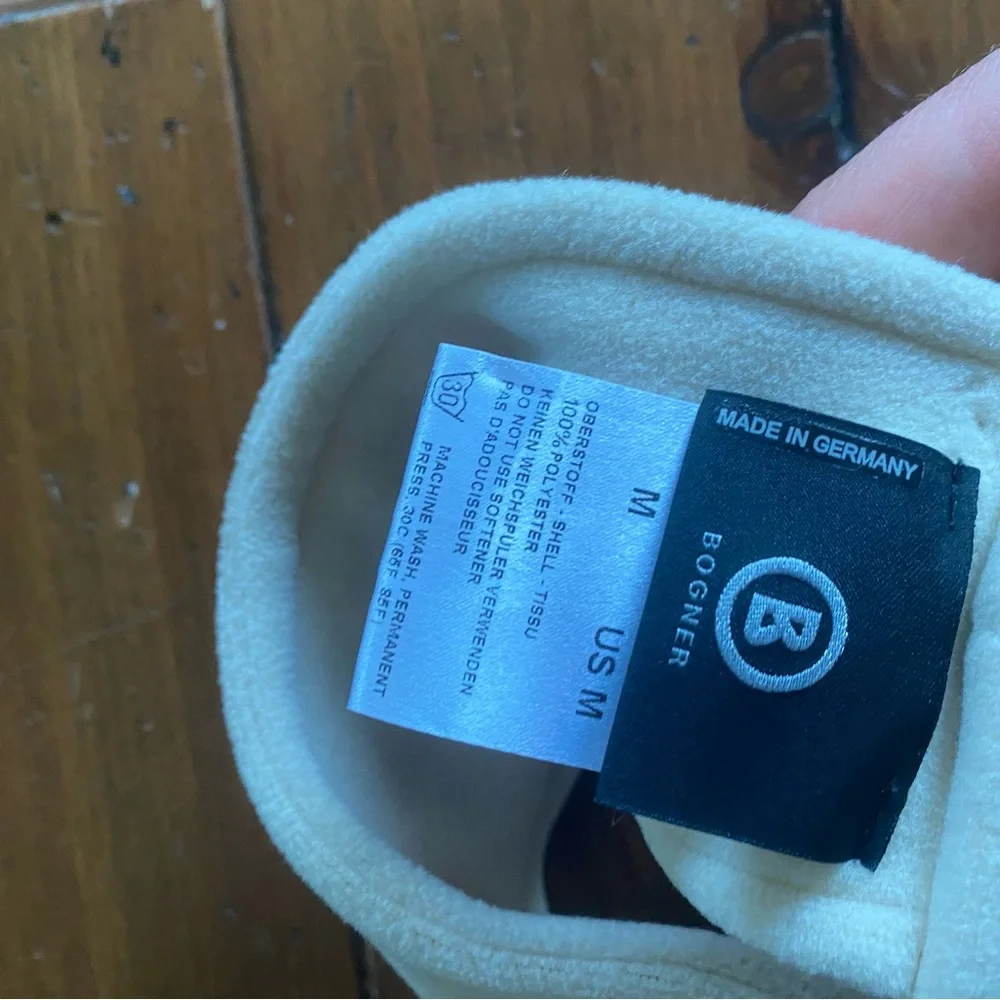 MADE IN GERMANY
B
BOGNER
M US M
OBERSTOFF - SHELL - TISSU
100% POLYESTER
KEINEN WEICHSPÜLER VERWENDEN
DO NOT USE SOFTENER
PAS D'ADOUCISSEUR
30
MACHINE WASH, PERMANENT
PRESS. 30C (85F 85F)